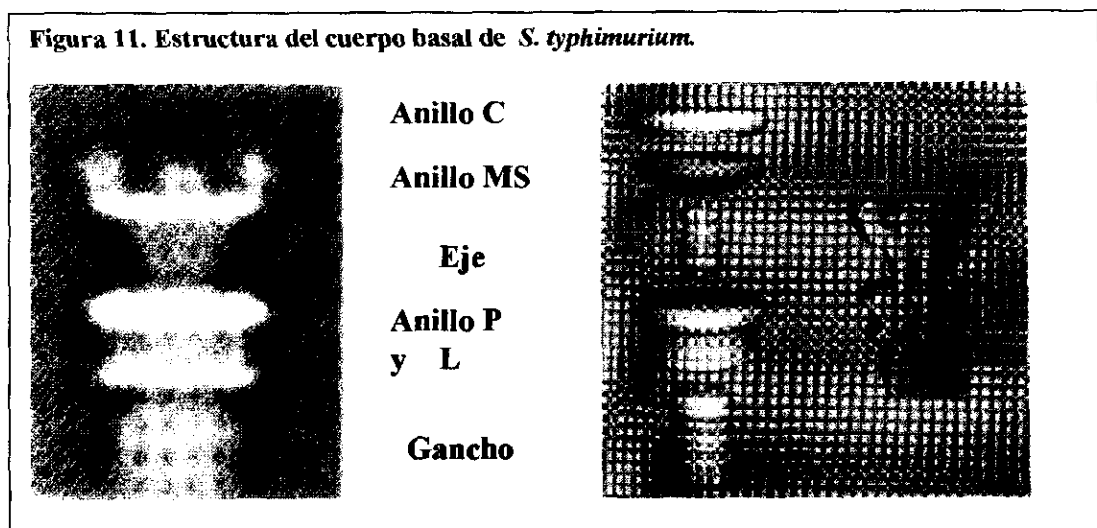 Figura 11. Estructura del cuerpo basal de S. typhimurium.
Anillo C
Anillo MS
Eje
Anillo P
y L
Gancho